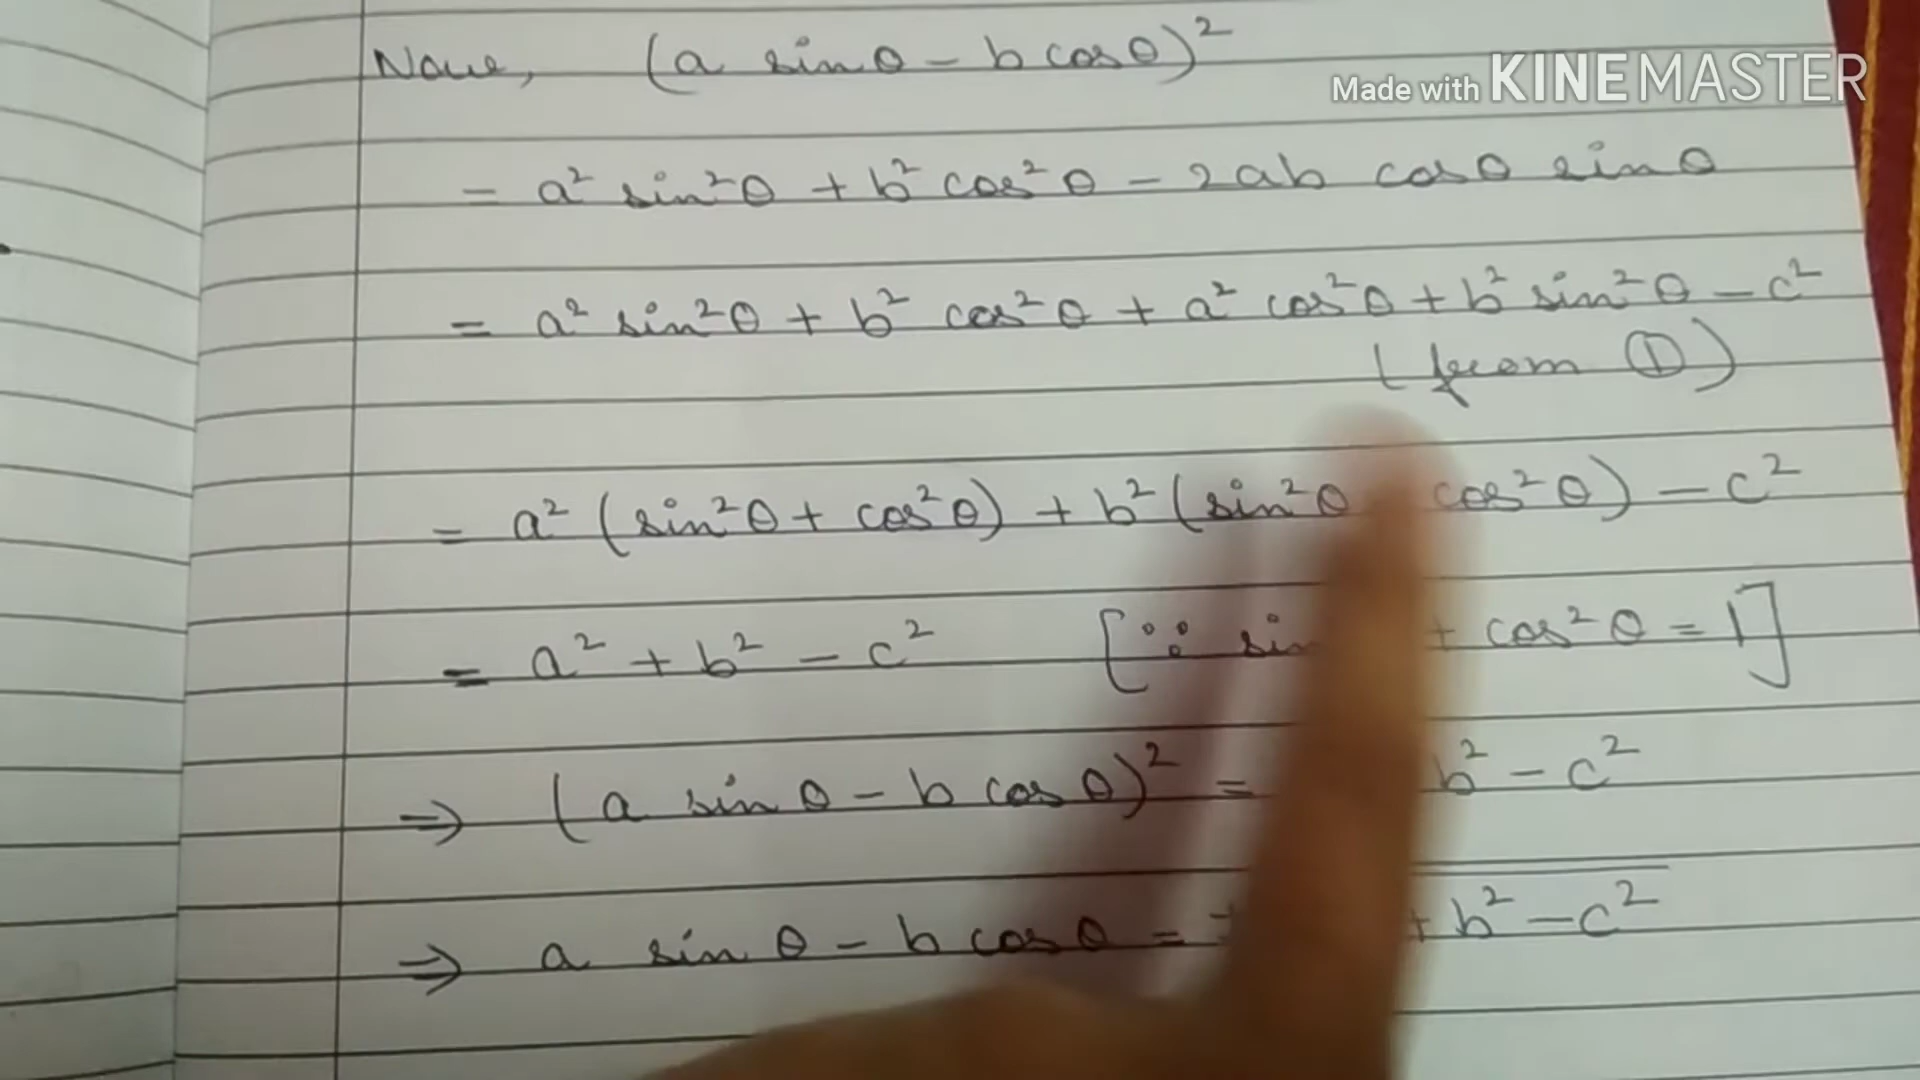 Now, (a sinθ - b cosθ)²
Made with KINEMASTER
= a² sin²θ + b² cos²θ - 2ab cosθ sinθ
= a² sin²θ + b² cos²θ + a² cos²θ + b² sin²θ - c²
(from ①)
= a² (sin²θ + cos²θ) + b² (sin²θ cos²θ) - c²
= a² + b² - c² [∵ sin + cos²θ = 1]
⇒ (a sinθ - b cosθ)² = b² - c²
⇒ a sinθ - b cosθ = + b² - c²